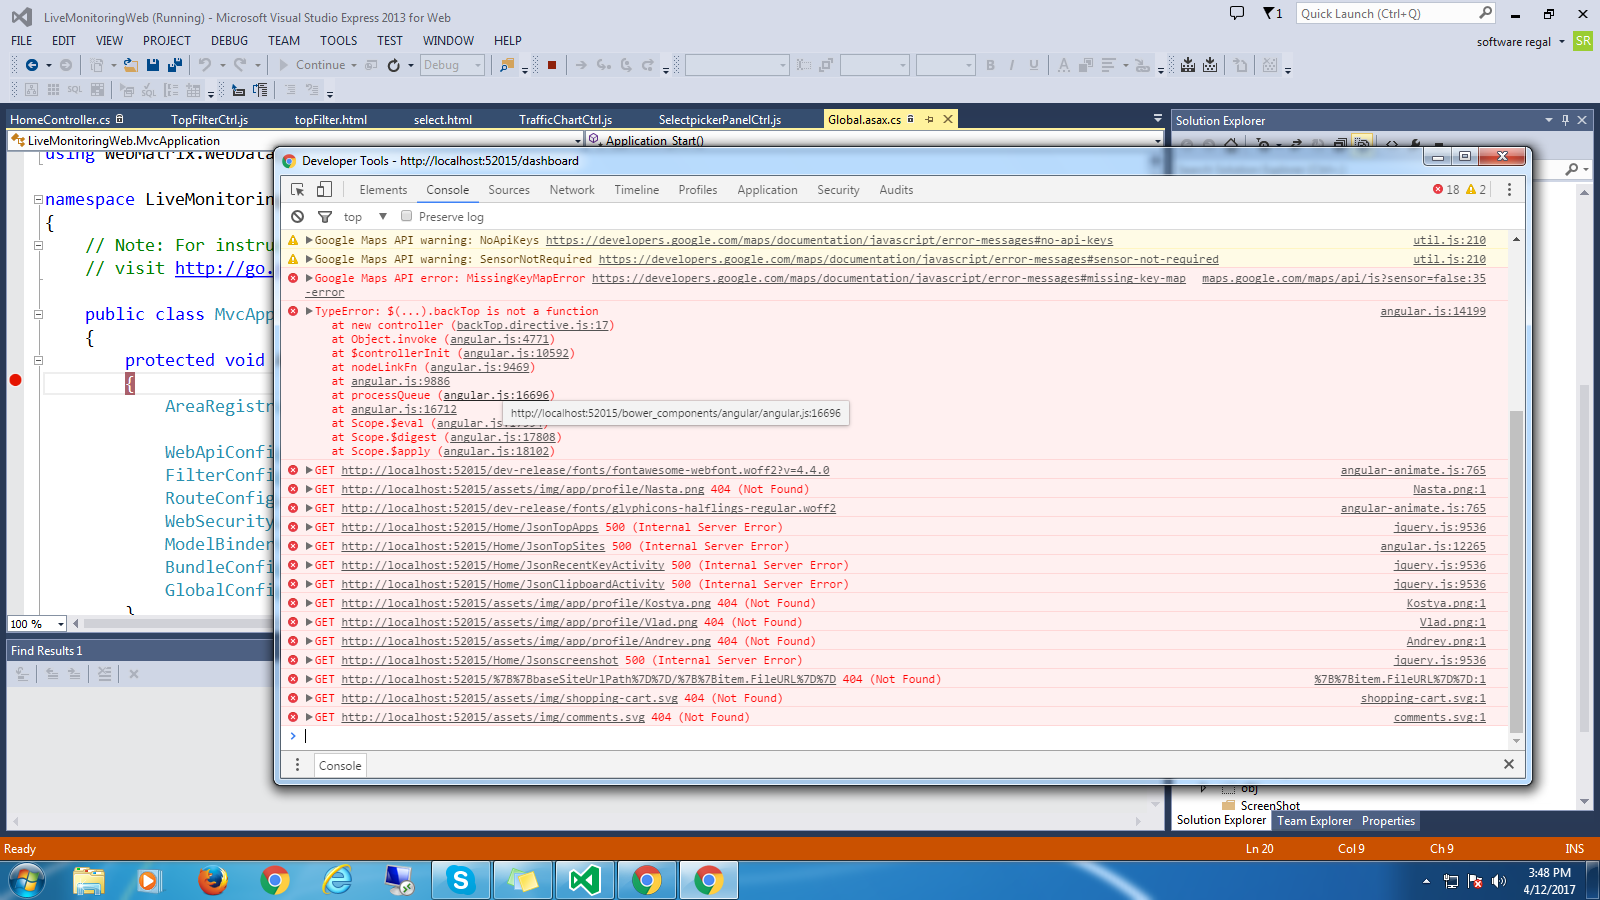 LiveMonitoringWeb (Running) - Microsoft Visual Studio Express 2013 for Web
1
Quick Launch (Ctrl+Q)
FILE EDIT VIEW PROJECT DEBUG TEAM TOOLS TEST WINDOW HELP
software regal SR
Continue Debug
HomeController.cs TopFilterCtrl.js topFilter.html select.html TrafficChartCtrl.js SelectpickerPanelCtrl.js Global.asax.cs
Solution Explorer
LiveMonitoringWeb.MvcApplication
Application_Start()
using WebMatrix.WebData
namespace LiveMonitorin
{
// Note: For instru
// visit http://go.
public class MvcApp
{
protected void
{
AreaRegistr
WebApiConfi
FilterConfi
RouteConfig
WebSecurity
ModelBinder
BundleConfi
GlobalConfi
}
100 %
Find Results 1
Developer Tools - http://localhost:52015/dashboard
Elements Console Sources Network Timeline Profiles Application Security Audits
18 2
top Preserve log
Google Maps API warning: NoApiKeys https://developers.google.com/maps/documentation/javascript/error-messages#no-api-keys util.js:210
Google Maps API warning: SensorNotRequired https://developers.google.com/maps/documentation/javascript/error-messages#sensor-not-required util.js:210
Google Maps API error: MissingKeyMapError https://developers.google.com/maps/documentation/javascript/error-messages#missing-key-map maps.google.com/maps/api/js?sensor=false:35
-error
TypeError: $(...).backTop is not a function angular.js:14199
at new controller (backTop.directive.js:17)
at Object.invoke (angular.js:4771)
at $controllerInit (angular.js:10592)
at nodeLinkFn (angular.js:9469)
at angular.js:9886
at processQueue (angular.js:16696)
at angular.js:16712
http://localhost:52015/bower_components/angular/angular.js:16696
at Scope.$eval (
at Scope.$digest (angular.js:17808)
at Scope.$apply (angular.js:18102)
GET http://localhost:52015/dev-release/fonts/fontawesome-webfont.woff2?v=4.4.0 angular-animate.js:765
GET http://localhost:52015/assets/img/app/profile/Nasta.png 404 (Not Found) Nasta.png:1
GET http://localhost:52015/dev-release/fonts/glyphicons-halflings-regular.woff2 angular-animate.js:765
GET http://localhost:52015/Home/JsonTopApps 500 (Internal Server Error) jquery.js:9536
GET http://localhost:52015/Home/JsonTopSites 500 (Internal Server Error) angular.js:12265
GET http://localhost:52015/Home/JsonRecentKeyActivity 500 (Internal Server Error) jquery.js:9536
GET http://localhost:52015/Home/JsonClipboardActivity 500 (Internal Server Error) jquery.js:9536
GET http://localhost:52015/assets/img/app/profile/Kostya.png 404 (Not Found) Kostya.png:1
GET http://localhost:52015/assets/img/app/profile/Vlad.png 404 (Not Found) Vlad.png:1
GET http://localhost:52015/assets/img/app/profile/Andrey.png 404 (Not Found) Andrey.png:1
GET http://localhost:52015/Home/Jsonscreenshot 500 (Internal Server Error) jquery.js:9536
GET http://localhost:52015/%7B%7BbaseSiteUrlPath%7D%7D/%7B%7Bitem.FileURL%7D%7D 404 (Not Found) %7B%7Bitem.FileURL%7D%7D:1
GET http://localhost:52015/assets/img/shopping-cart.svg 404 (Not Found) shopping-cart.svg:1
GET http://localhost:52015/assets/img/comments.svg 404 (Not Found) comments.svg:1
Console
obj
ScreenShot
Solution Explorer Team Explorer Properties
Ready Ln 20 Col 9 Ch 9 INS
3:48 PM
4/12/2017